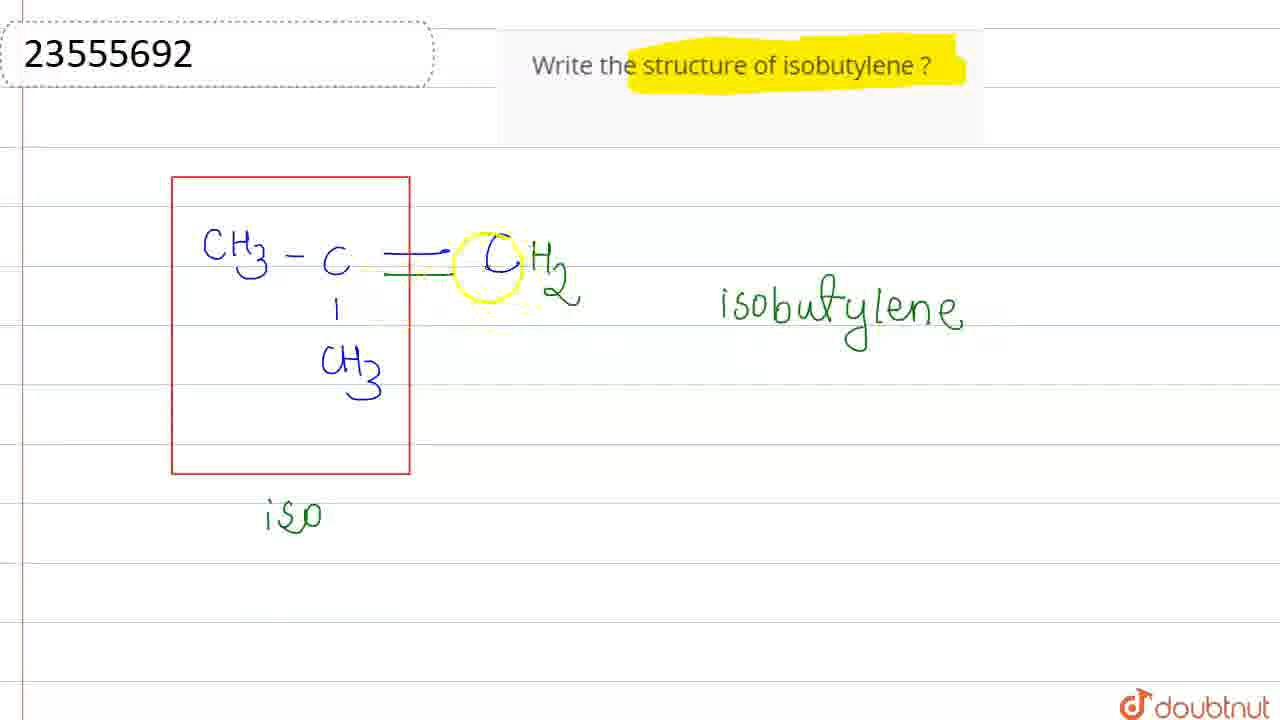 23555692
Write the structure of isobutylene ?
CH3 - C = CH2
CH3
isobutylene
iso
doubtnut